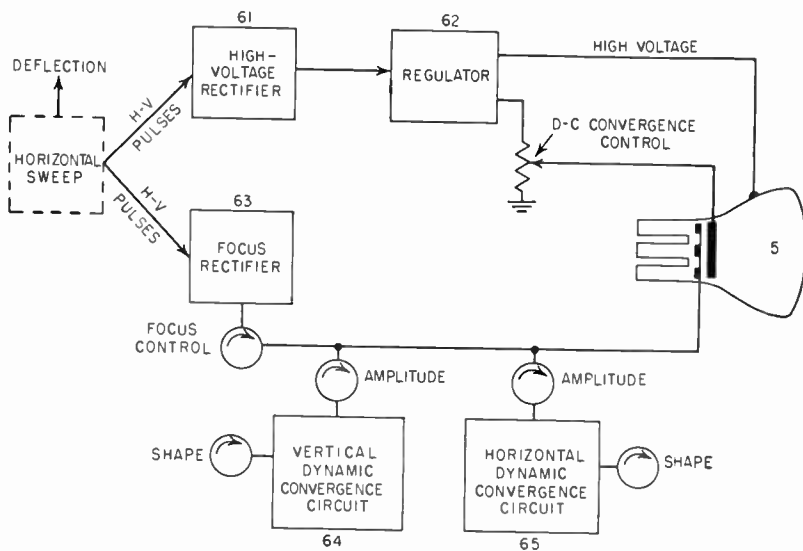 61
62
HIGH-
VOLTAGE
RECTIFIER
REGULATOR
HIGH VOLTAGE
DEFLECTION
H-V
PULSES
D-C CONVERGENCE
CONTROL
HORIZONTAL
SWEEP
H-V
PULSES
63
FOCUS
RECTIFIER
5
FOCUS
CONTROL
AMPLITUDE
AMPLITUDE
SHAPE
VERTICAL
DYNAMIC
CONVERGENCE
CIRCUIT
HORIZONTAL
DYNAMIC
CONVERGENCE
CIRCUIT
SHAPE
64
65